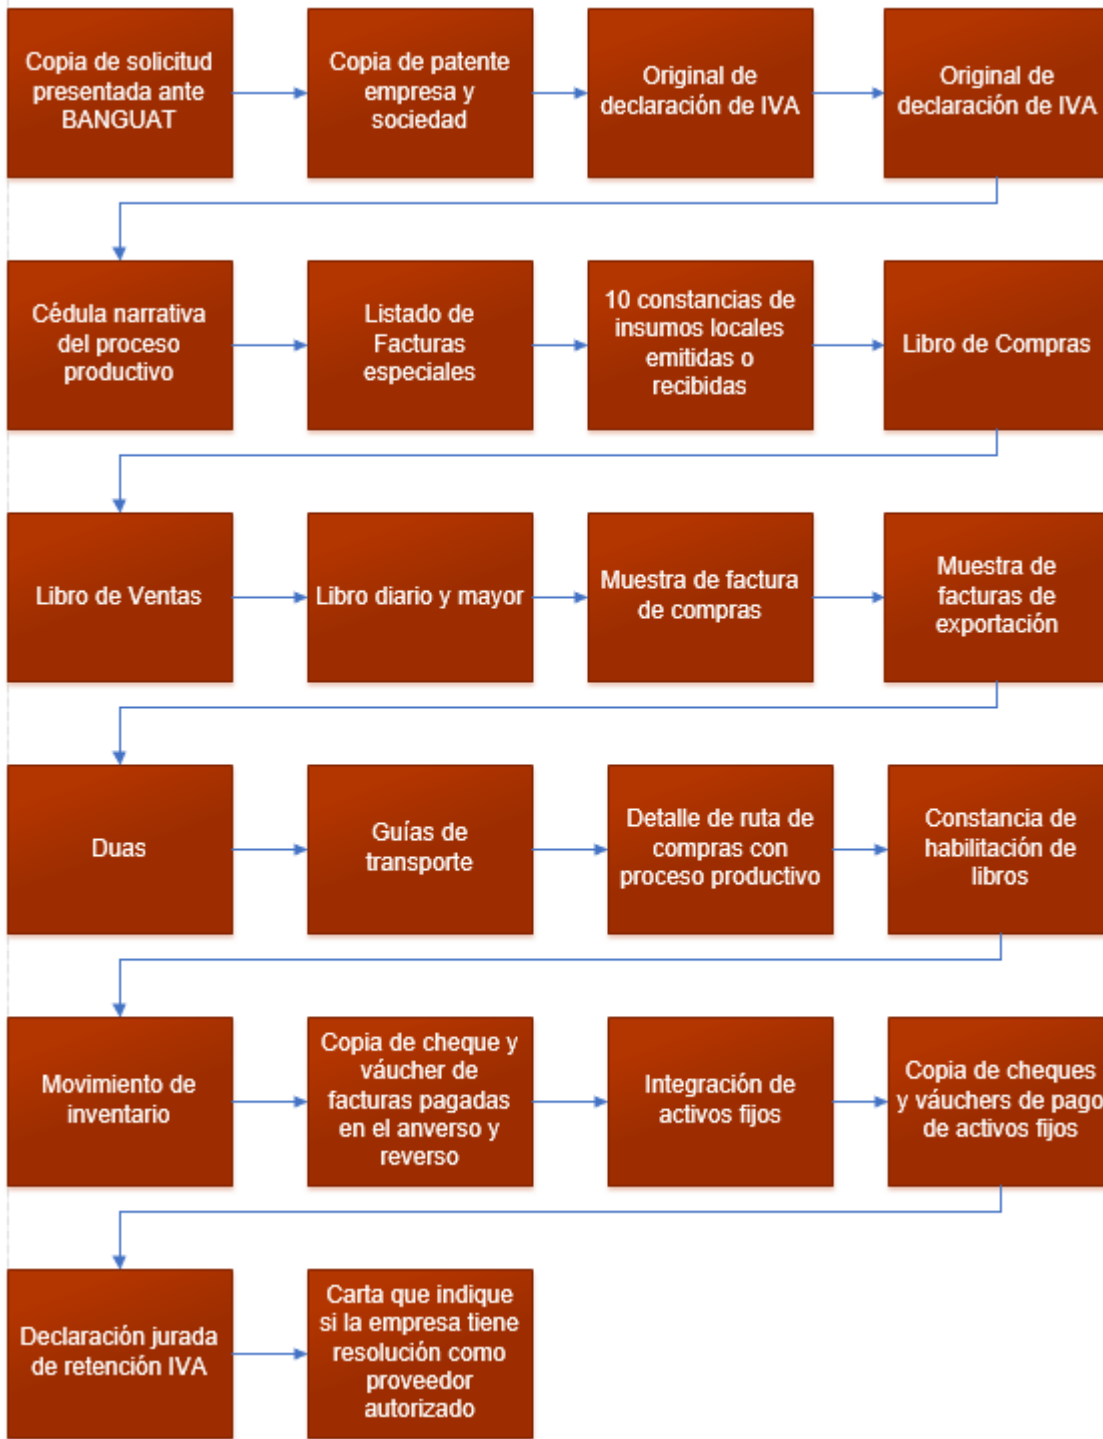 Copia de solicitud
presentada ante
BANGUAT
Copia de patente
empresa y
sociedad
Original de
declaración de IVA
Original de
declaración de IVA
Cédula narrativa
del proceso
productivo
Listado de
Facturas
especiales
10 constancias de
insumos locales
emitidas o
recibidas
Libro de Compras
Libro de Ventas
Libro diario y mayor
Muestra de factura
de compras
Muestra de
facturas de
exportación
Duas
Guías de
transporte
Detalle de ruta de
compras con
proceso productivo
Constancia de
habilitación de
libros
Movimiento de
inventario
Copia de cheque y
váucher de
facturas pagadas
en el anverso y
reverso
Integración de
activos fijos
Copia de cheques
y váuchers de pago
de activos fijos
Declaración jurada
de retención IVA
Carta que indique
si la empresa tiene
resolución como
proveedor
autorizado